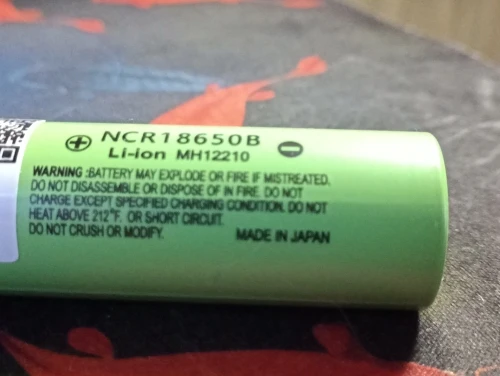 NCR18650B
Li-ion MH12210
WARNING :BATTERY MAY EXPLODE OR FIRE IF MISTREATED.
DO NOT DISASSEMBLE OR DISPOSE OF IN FIRE. DO NOT
CHARGE EXCEPT SPECIFIED CHARGING CONDITION. DO NOT
HEAT ABOVE 212°F. OR SHORT CIRCUIT.
DO NOT CRUSH OR MODIFY. MADE IN JAPAN